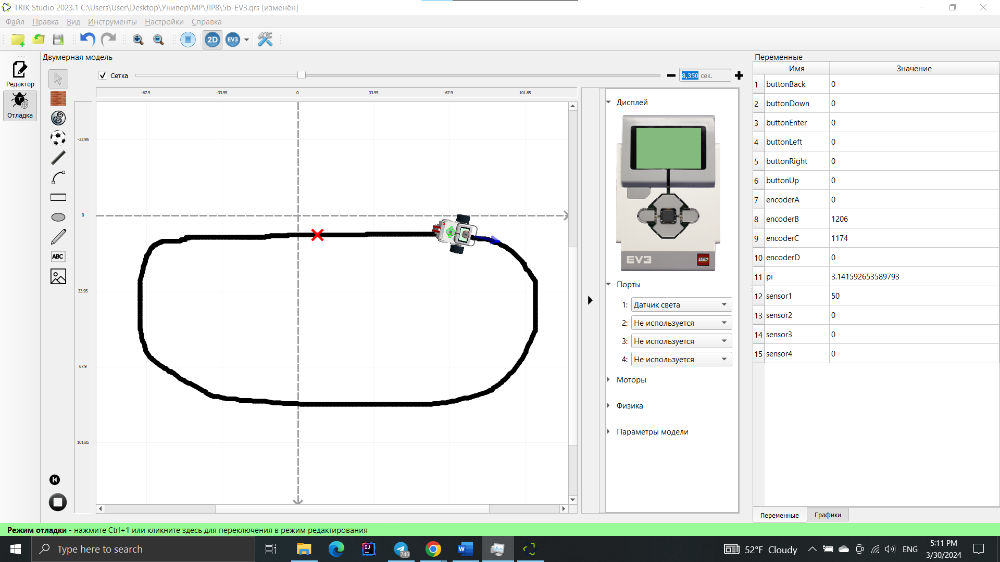 TRIK Studio 2023.1 C:\Users\User\Desktop\Универ\МР\ЛР8\5b-EV3.qrs [изменён]
Файл Правка Вид Инструменты Настройки Справка
2D EV3
Двумерная модель
Редактор
Отладка
Сетка
8,350 сек.
-67.9 -33.95 0 33.95 67.9 101.85
-33.95
0
33.95
67.9
101.85
ABC
Дисплей
EV3
LEGO
Порты
1: Датчик света
2: Не используется
3: Не используется
4: Не используется
Моторы
Физика
Параметры модели
Переменные
Имя Значение
1 buttonBack 0
2 buttonDown 0
3 buttonEnter 0
4 buttonLeft 0
5 buttonRight 0
6 buttonUp 0
7 encoderA 0
8 encoderB 1206
9 encoderC 1174
10 encoderD 0
11 pi 3.141592653589793
12 sensor1 50
13 sensor2 0
14 sensor3 0
15 sensor4 0
Переменные Графики
Режим отладки - нажмите Ctrl+1 или кликните здесь для переключения в режим редактирования
Type here to search
IJ
740
W
52°F Cloudy
ENG
5:11 PM
3/30/2024